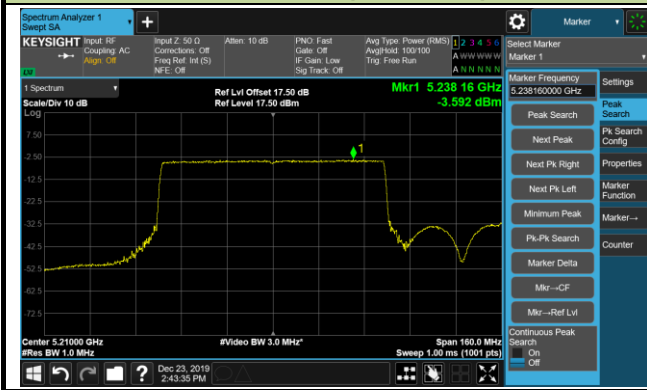 Spectrum Analyzer 1
Swept SA
+
Marker
KEYSIGHT
Input: RF
Coupling: AC
Align: Off
Input Z: 50 Ω
Corrections: Off
Freq Ref: Int (S)
NFE: Off
Atten: 10 dB
PNO: Fast
Gate: Off
IF Gain: Low
Sig Track: Off
Avg Type: Power (RMS)
Avg|Hold: 100/100
Trig: Free Run
1 2 3 4 5 6
A W W W W W
A N N N N N
LXI
Select Marker
Marker 1
1 Spectrum
Scale/Div 10 dB
Log
Ref Lvl Offset 17.50 dB
Ref Level 17.50 dBm
Mkr1 5.238 16 GHz
-3.592 dBm
7.50
-2.50
-12.5
-22.5
-32.5
-42.5
-52.5
-62.5
-72.5
1
Center 5.21000 GHz
#Res BW 1.0 MHz
#Video BW 3.0 MHz*
Span 160.0 MHz
Sweep 1.00 ms (1001 pts)
Marker Frequency
5.238160000 GHz
Peak Search
Next Peak
Next Pk Right
Next Pk Left
Minimum Peak
Pk-Pk Search
Marker Delta
Mkr→CF
Mkr→Ref Lvl
Continuous Peak
Search
On
Off
Settings
Peak
Search
Pk Search
Config
Properties
Marker
Function
Marker→
Counter
?
Dec 23, 2019
2:43:35 PM